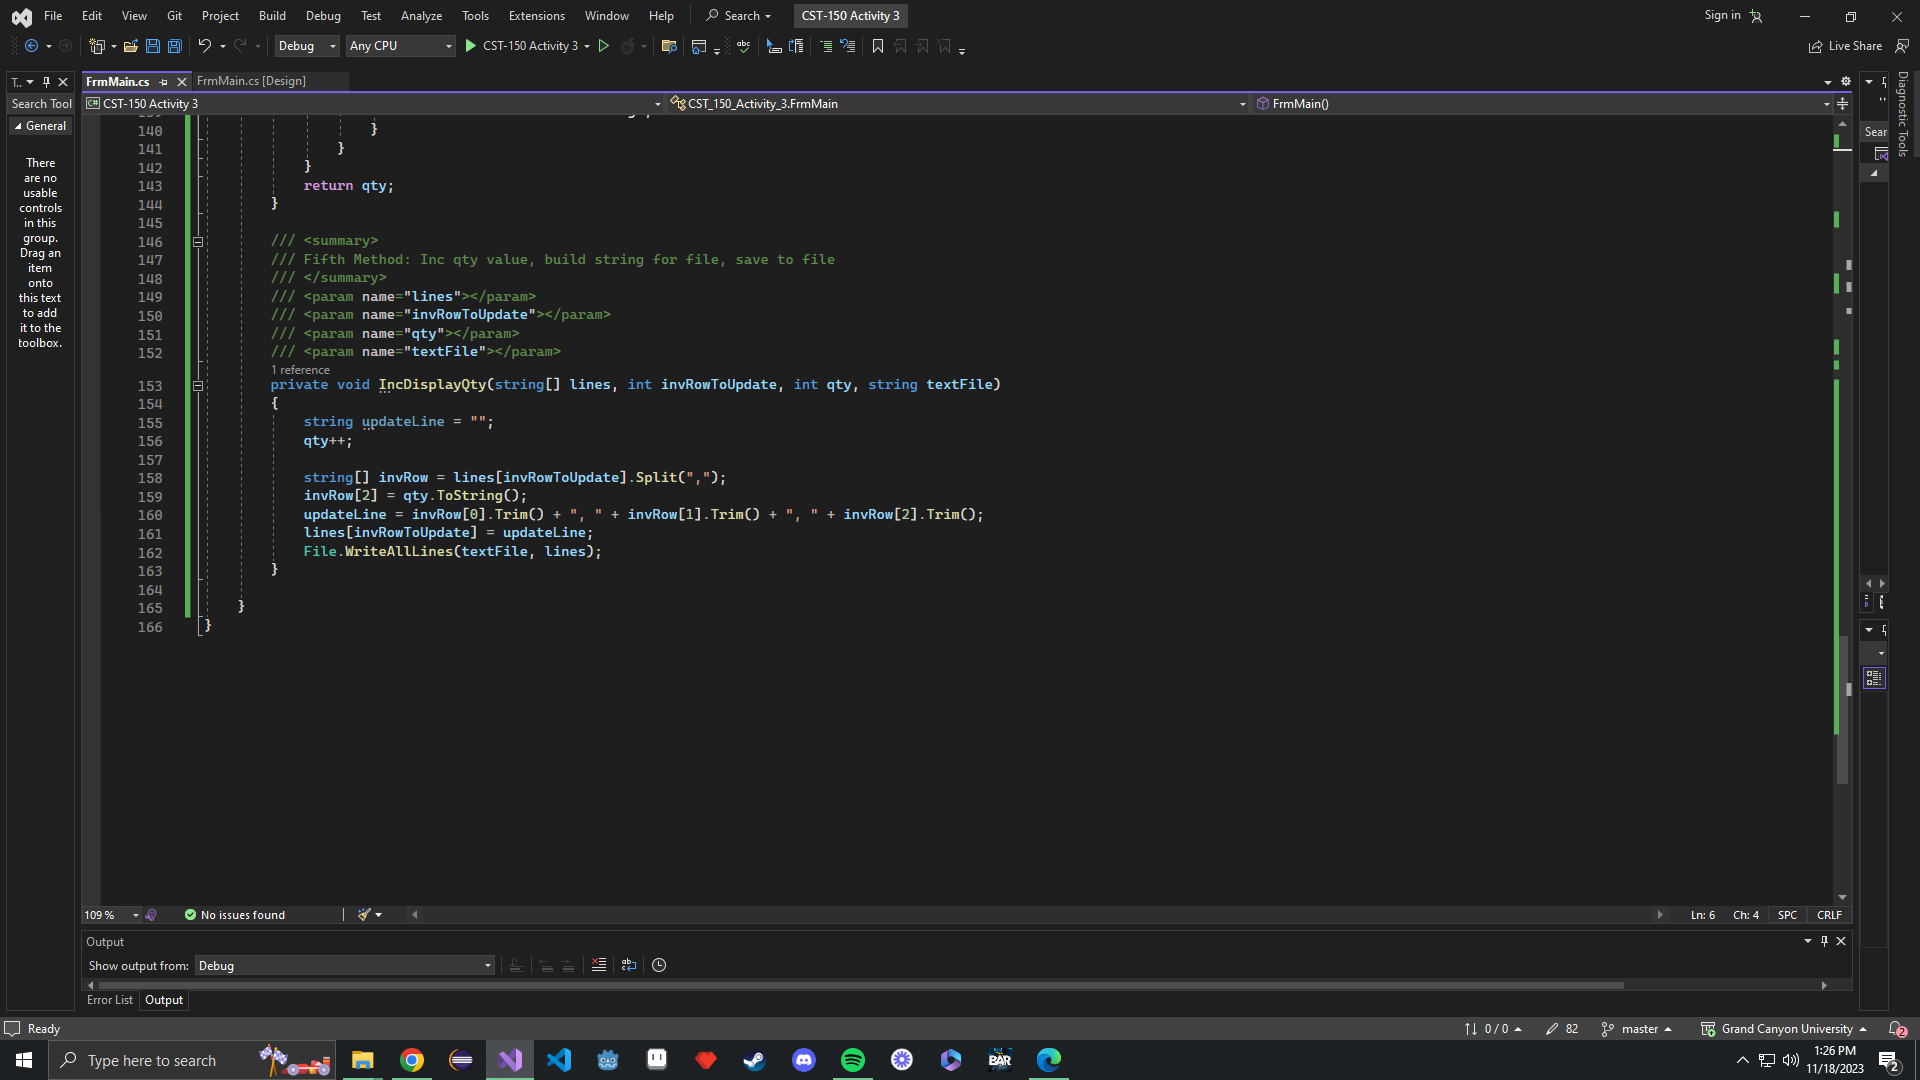 File Edit View Git Project Build Debug Test Analyze Tools Extensions Window Help Search CST-150 Activity 3 Sign in
Debug Any CPU CST-150 Activity 3 Live Share
T... FrmMain.cs FrmMain.cs [Design]
Search Tool CST-150 Activity 3 CST_150_Activity_3.FrmMain FrmMain()
General
There
are no
usable
controls
in this
group.
Drag an
item
onto
this text
to add
it to the
toolbox.
140 }
141 }
142 }
143 return qty;
144 }
145
146 /// <summary>
147 /// Fifth Method: Inc qty value, build string for file, save to file
148 /// </summary>
149 /// <param name="lines"></param>
150 /// <param name="invRowToUpdate"></param>
151 /// <param name="qty"></param>
152 /// <param name="textFile"></param>
1 reference
153 private void IncDisplayQty(string[] lines, int invRowToUpdate, int qty, string textFile)
154 {
155 string updateLine = "";
156 qty++;
157
158 string[] invRow = lines[invRowToUpdate].Split(",");
159 invRow[2] = qty.ToString();
160 updateLine = invRow[0].Trim() + ", " + invRow[1].Trim() + ", " + invRow[2].Trim();
161 lines[invRowToUpdate] = updateLine;
162 File.WriteAllLines(textFile, lines);
163 }
164
165 }
166 }
Diagnostic Tools
Sear
109 % No issues found Ln: 6 Ch: 4 SPC CRLF
Output
Show output from: Debug
Error List Output
Ready 0 / 0 82 master Grand Canyon University 2
Type here to search BAR 1:26 PM
11/18/2023 2